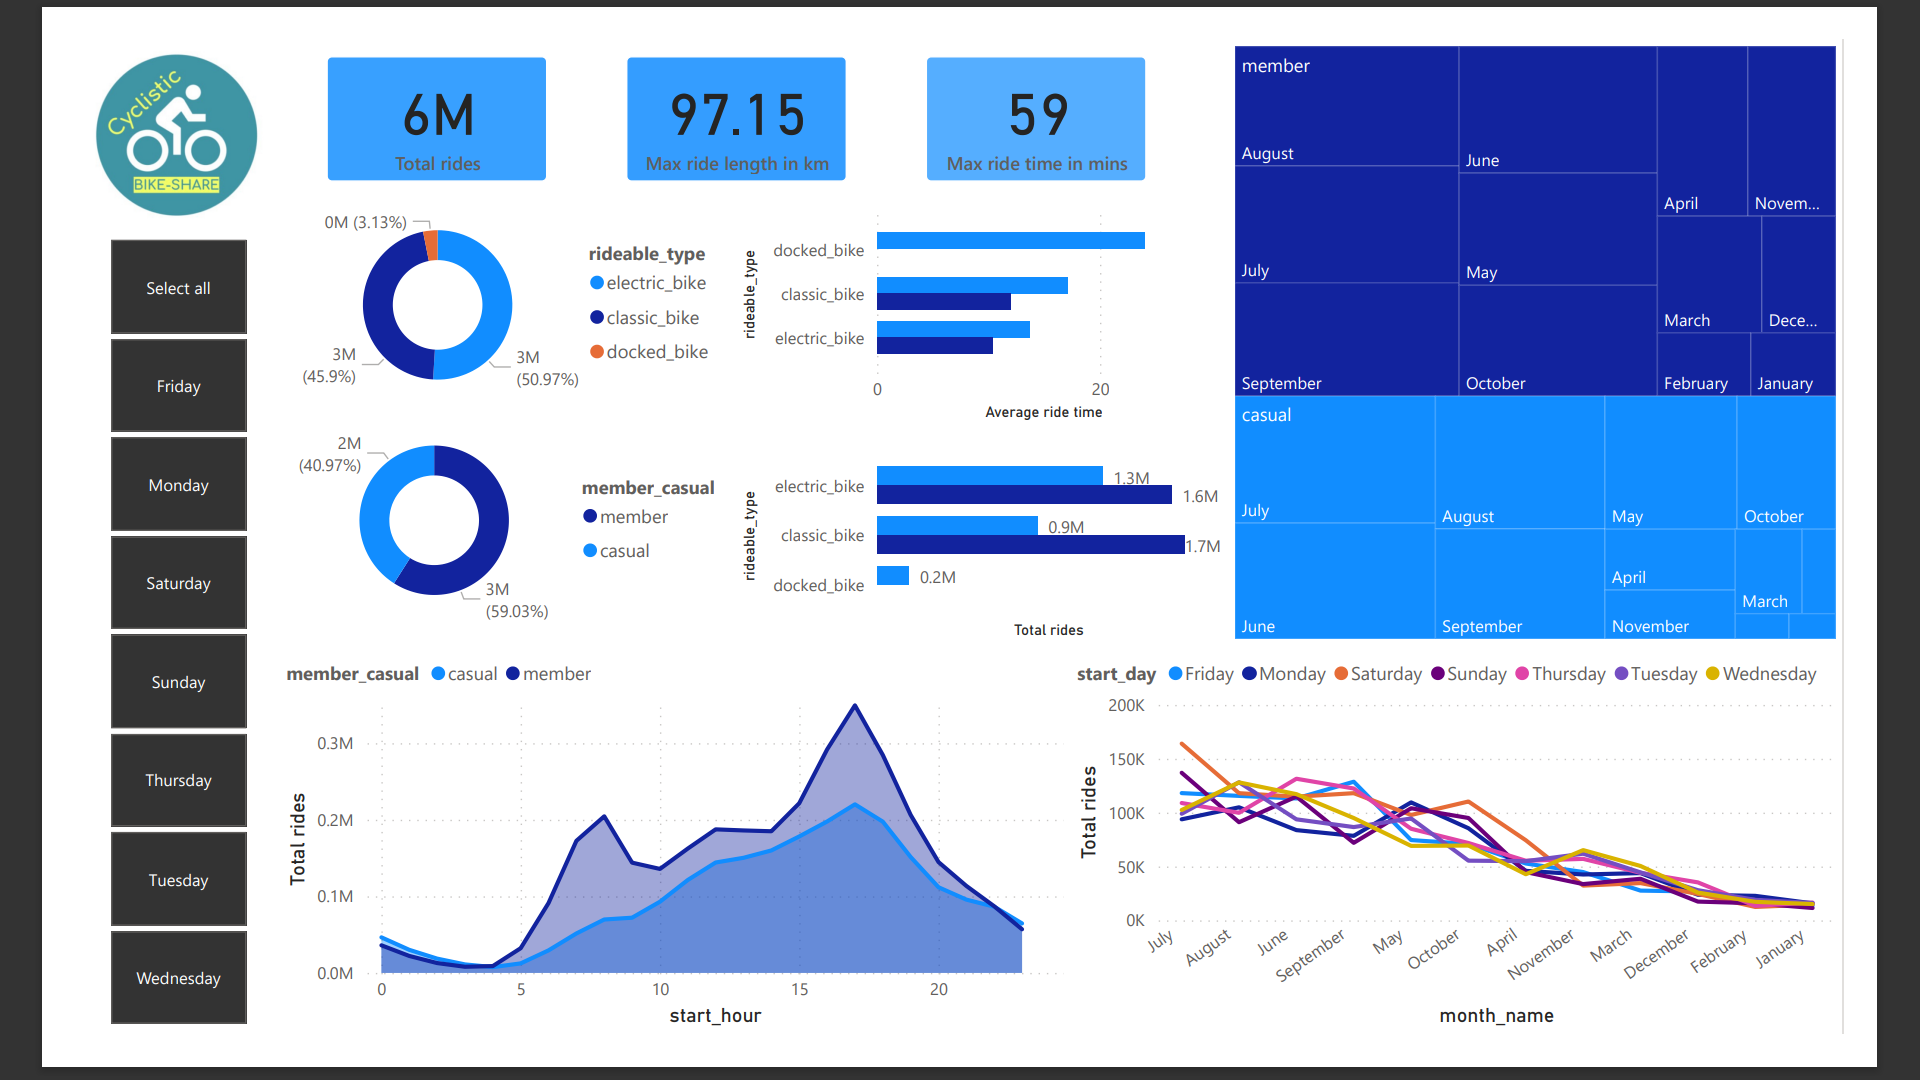 Cyclistic
BIKE-SHARE
6M
Total rides
97.15
Max ride length in km
59
Max ride time in mins
Select all
Friday
Monday
Saturday
Sunday
Thursday
Tuesday
Wednesday
0M (3.13%)
3M
(45.9%)
3M
(50.97%)
rideable_type
electric_bike
classic_bike
docked_bike
rideable_type
docked_bike
classic_bike
electric_bike
0
20
Average ride time
2M
(40.97%)
3M
(59.03%)
member_casual
member
casual
rideable_type
electric_bike
classic_bike
docked_bike
1.3M
1.6M
0.9M
1.7M
0.2M
Total rides
member
August
June
April
Novem...
July
May
March
Dece...
September
October
February
January
casual
July
August
May
October
April
March
June
September
November
member_casual casual member
Total rides
0.3M
0.2M
0.1M
0.0M
0 5 10 15 20
start_hour
start_day Friday Monday Saturday Sunday Thursday Tuesday Wednesday
Total rides
200K
150K
100K
50K
0K
July August June September May October April November March December February January
month_name